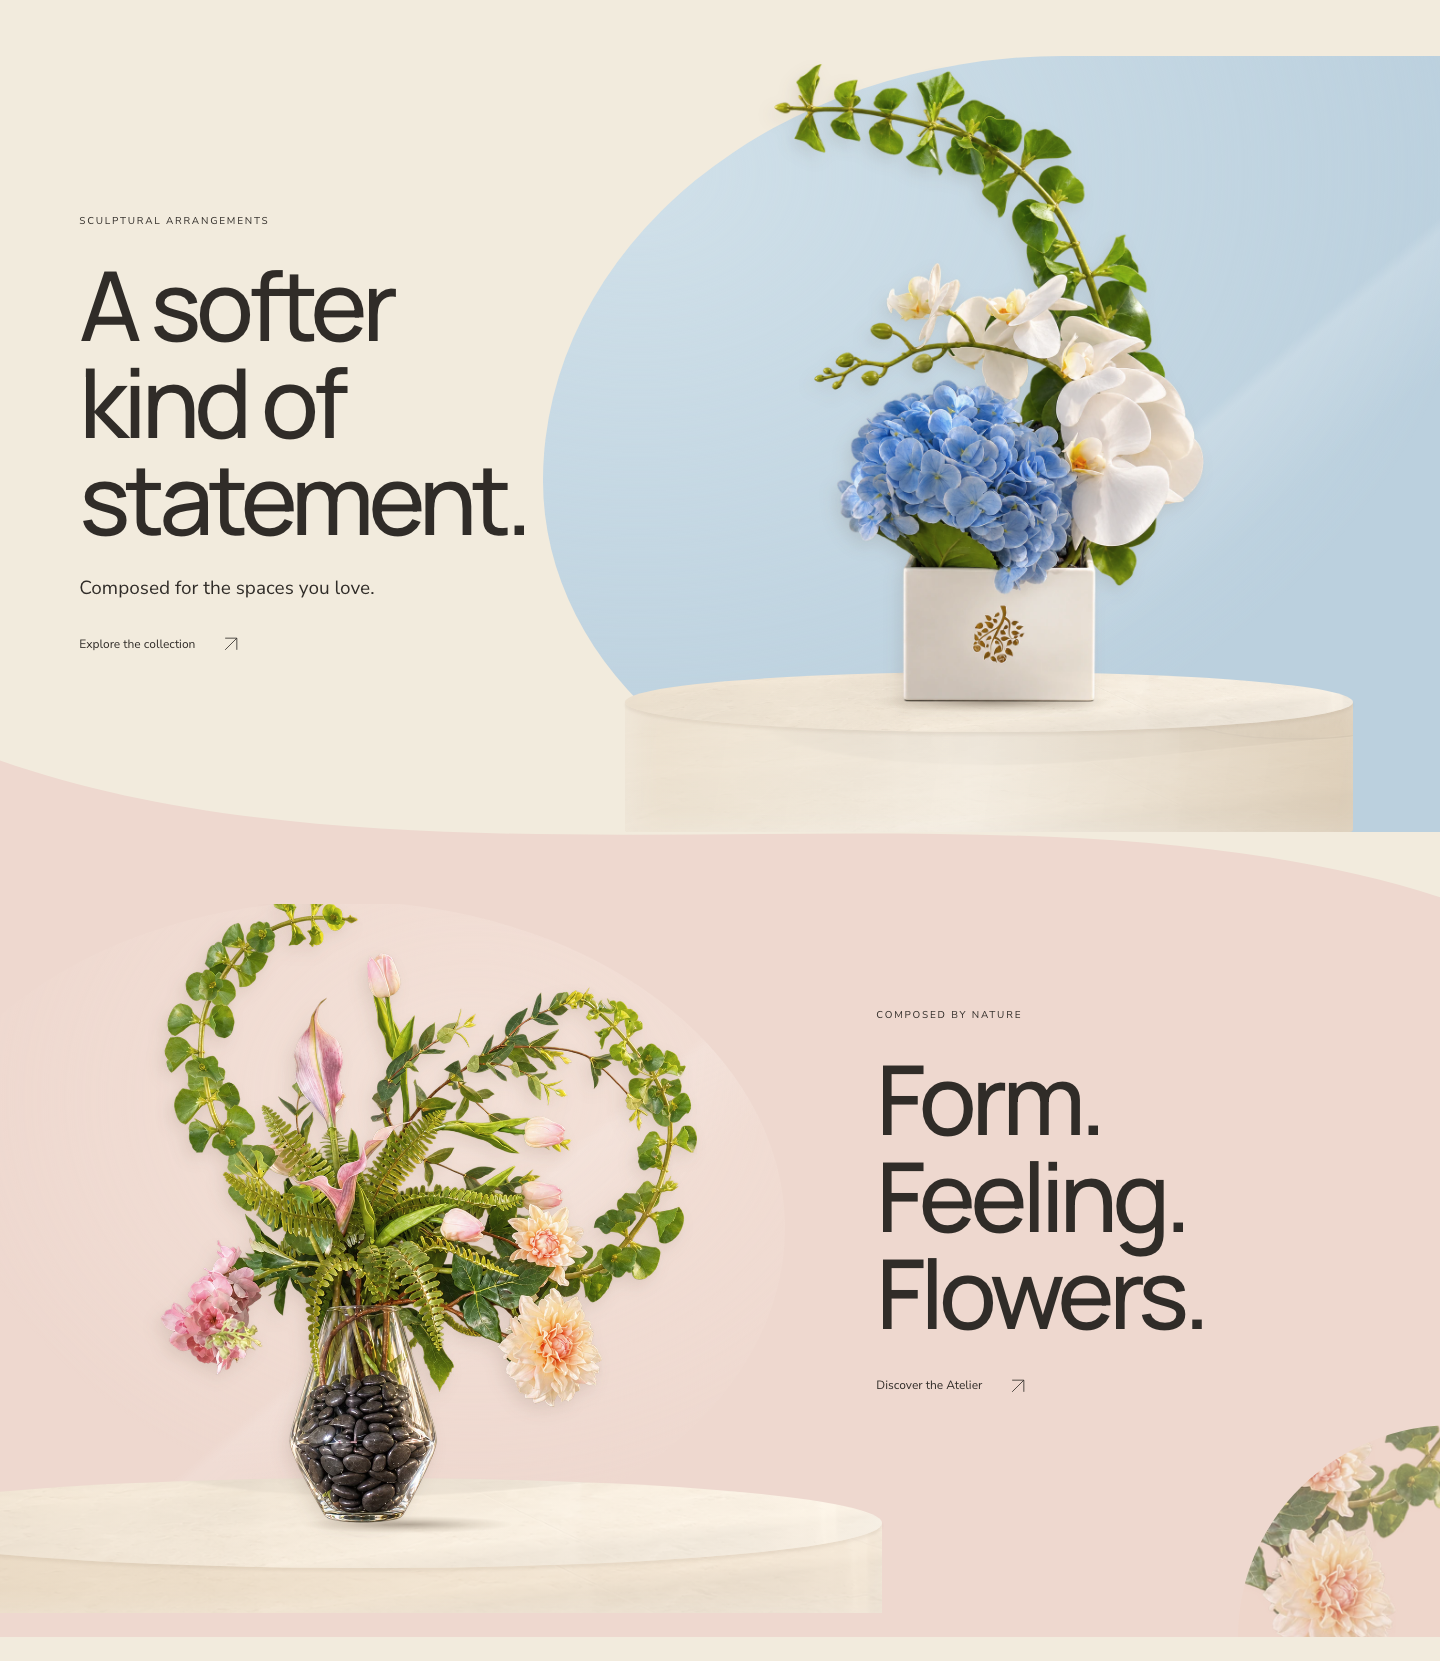 SCULPTURAL ARRANGEMENTS
A softer
kind of
statement.
Composed for the spaces you love.
Explore the collection
COMPOSED BY NATURE
Form.
Feeling.
Flowers.
Discover the Atelier